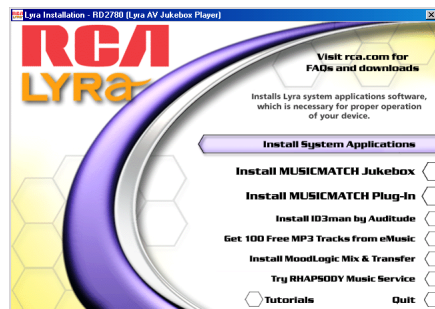 Lyra Installation - RD2780 (Lyra AV Jukebox Player)
RCA
LYRA
Visit rca.com for
FAQs and downloads
Installs Lyra system applications software,
which is necessary for proper operation
of your device.
Install System Applications
Install MUSICMATCH Jukebox
Install MUSICMATCH Plug-In
Install ID3man by Auditude
Get 100 Free MP3 Tracks from eMusic
Install MoodLogic Mix & Transfer
Try RHAPSODY Music Service
Tutorials
Quit